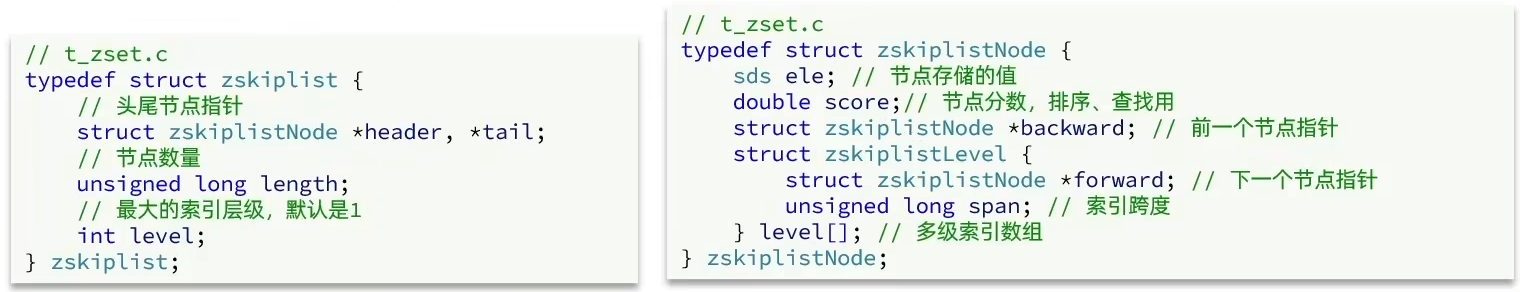 // t_zset.c
typedef struct zskiplist {
    // 头尾节点指针
    struct zskiplistNode *header, *tail;
    // 节点数量
    unsigned long length;
    // 最大的索引层级，默认是1
    int level;
} zskiplist;
// t_zset.c
typedef struct zskiplistNode {
    sds ele; // 节点存储的值
    double score;// 节点分数，排序、查找用
    struct zskiplistNode *backward; // 前一个节点指针
    struct zskiplistLevel {
        struct zskiplistNode *forward; // 下一个节点指针
        unsigned long span; // 索引跨度
    } level[]; // 多级索引数组
} zskiplistNode;